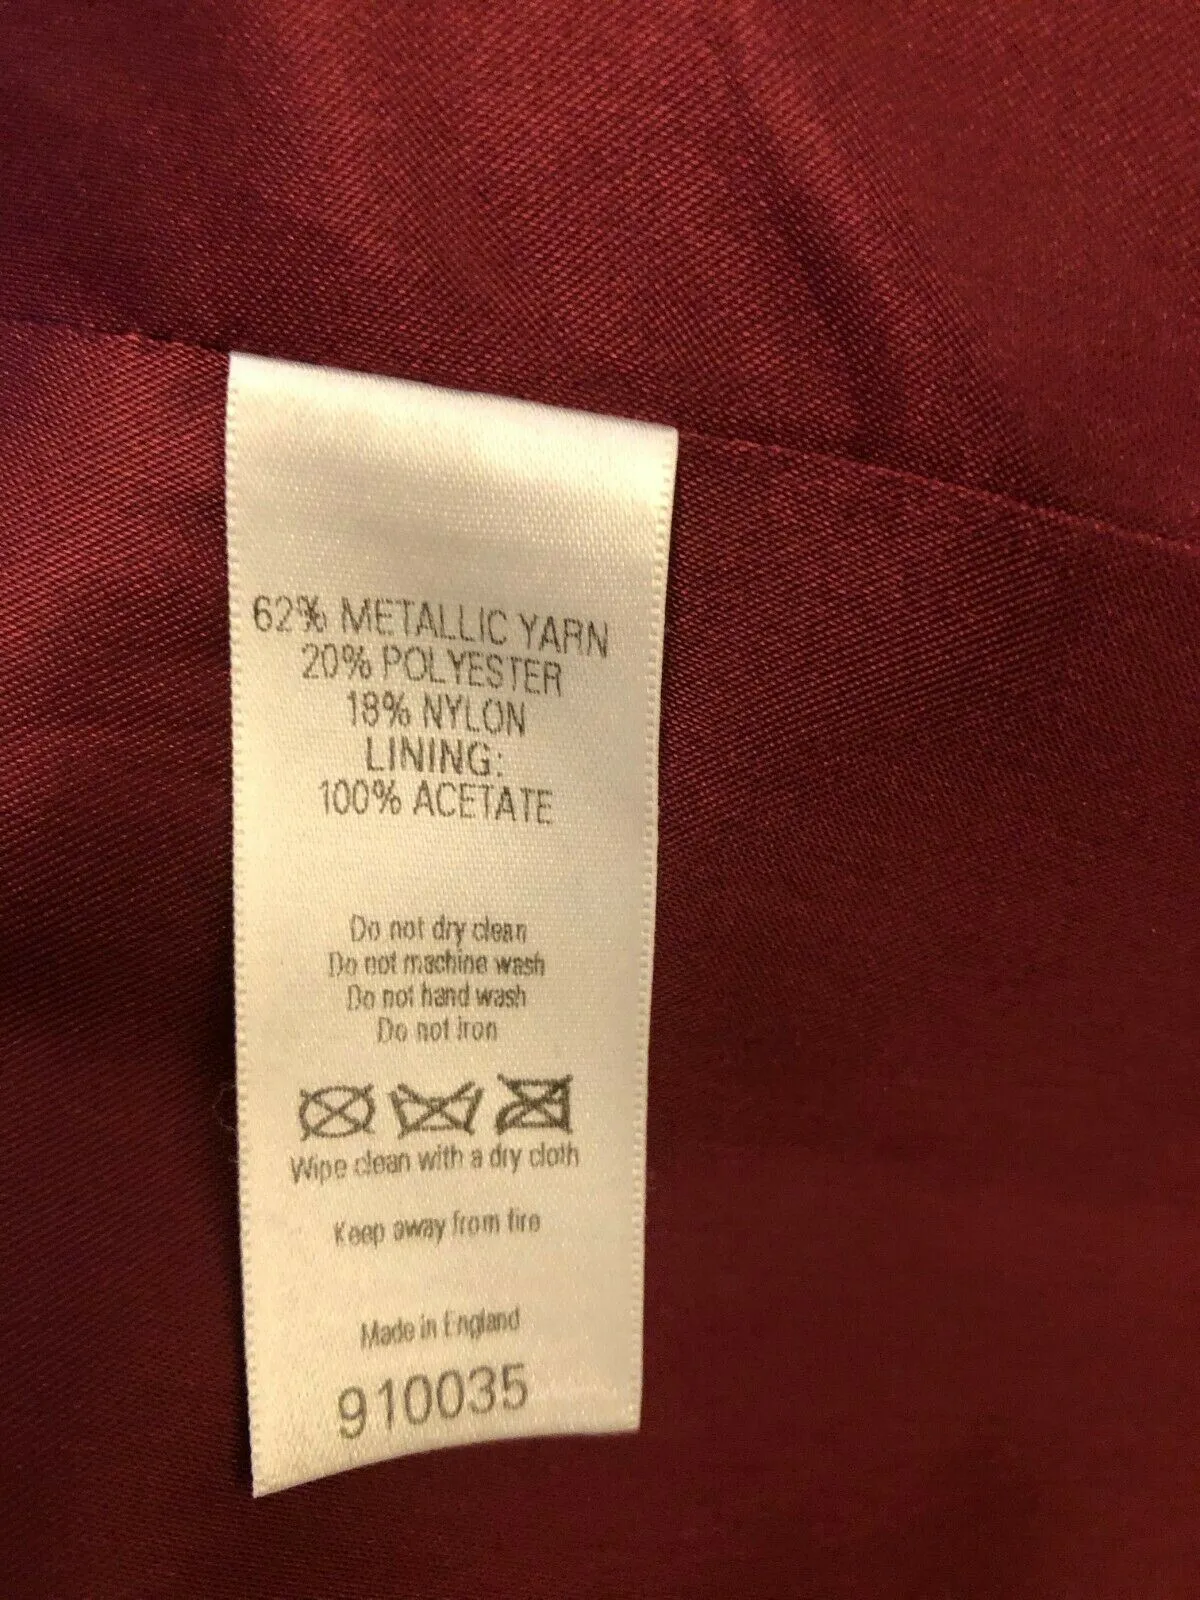 62% METALLIC YARN
20% POLYESTER
18% NYLON
LINING:
100% ACETATE
Do not dry clean
Do not machine wash
Do not hand wash
Do not iron
Wipe clean with a dry cloth
Keep away from fire
Made in England
910035